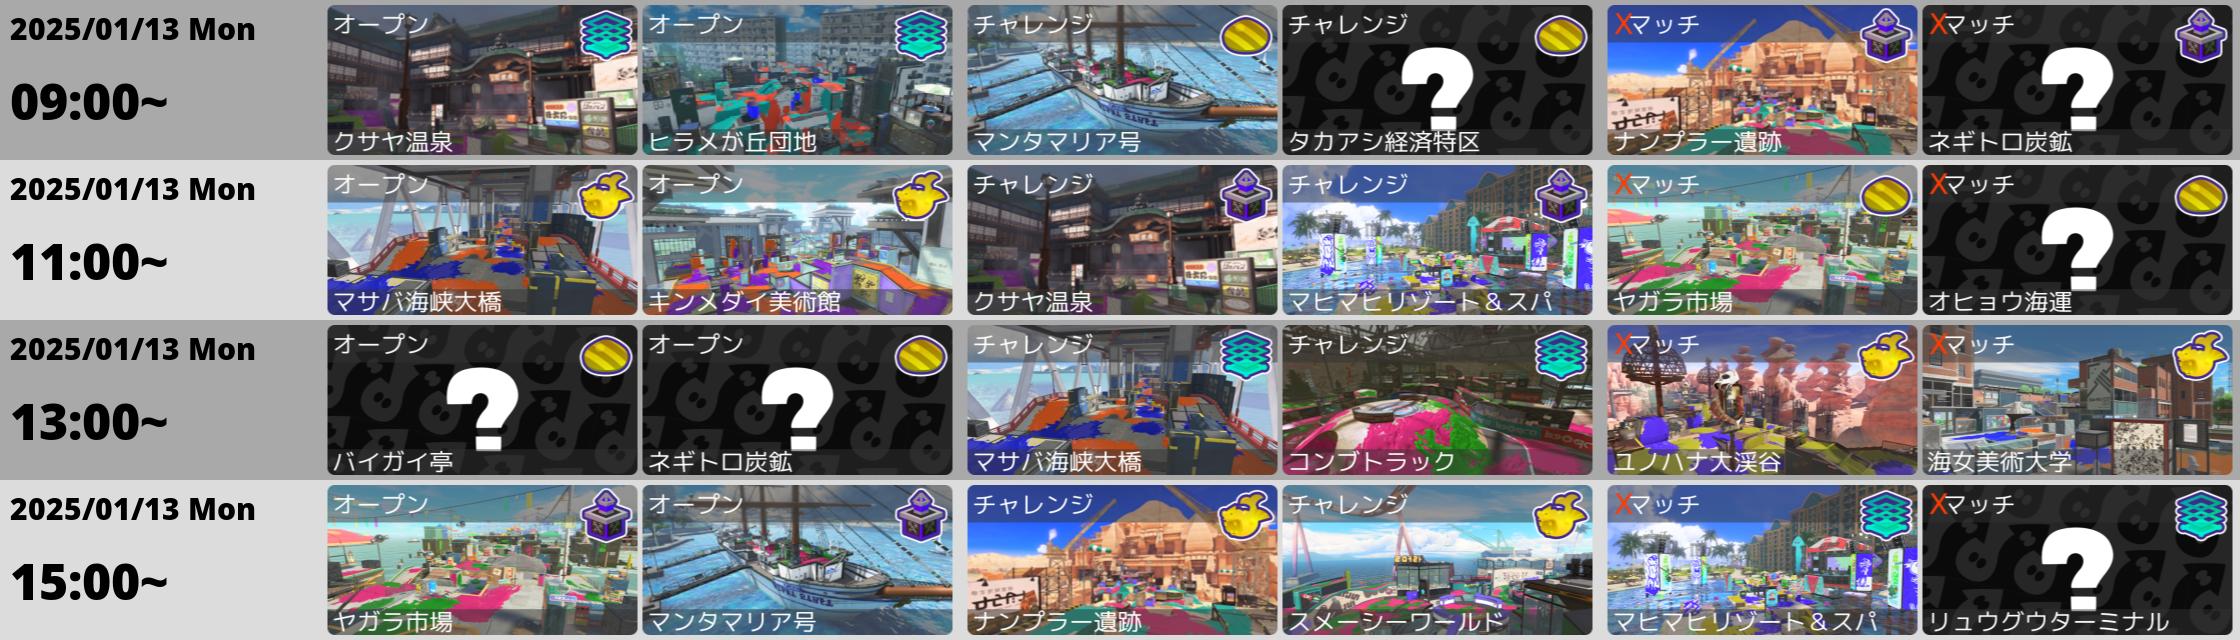 2025/01/13 Mon
09:00~
オープン
クサヤ温泉
オープン
ヒラメが丘団地
チャレンジ
マンタマリア号
チャレンジ
?
タカアシ経済特区
Xマッチ
ナンプラー遺跡
Xマッチ
?
ネギトロ炭鉱
2025/01/13 Mon
11:00~
オープン
マサバ海峡大橋
オープン
キンメダイ美術館
チャレンジ
クサヤ温泉
チャレンジ
マヒマヒリゾート&スパ
Xマッチ
ヤガラ市場
Xマッチ
?
オヒョウ海運
2025/01/13 Mon
13:00~
オープン
?
バイガイ亭
オープン
?
ネギトロ炭鉱
チャレンジ
マサバ海峡大橋
チャレンジ
コンブトラック
Xマッチ
ユノハナ大渓谷
Xマッチ
海女美術大学
2025/01/13 Mon
15:00~
オープン
ヤガラ市場
オープン
マンタマリア号
チャレンジ
ナンプラー遺跡
チャレンジ
スメーシーワールド
Xマッチ
マヒマヒリゾート&スパ
Xマッチ
?
リュウグウターミナル